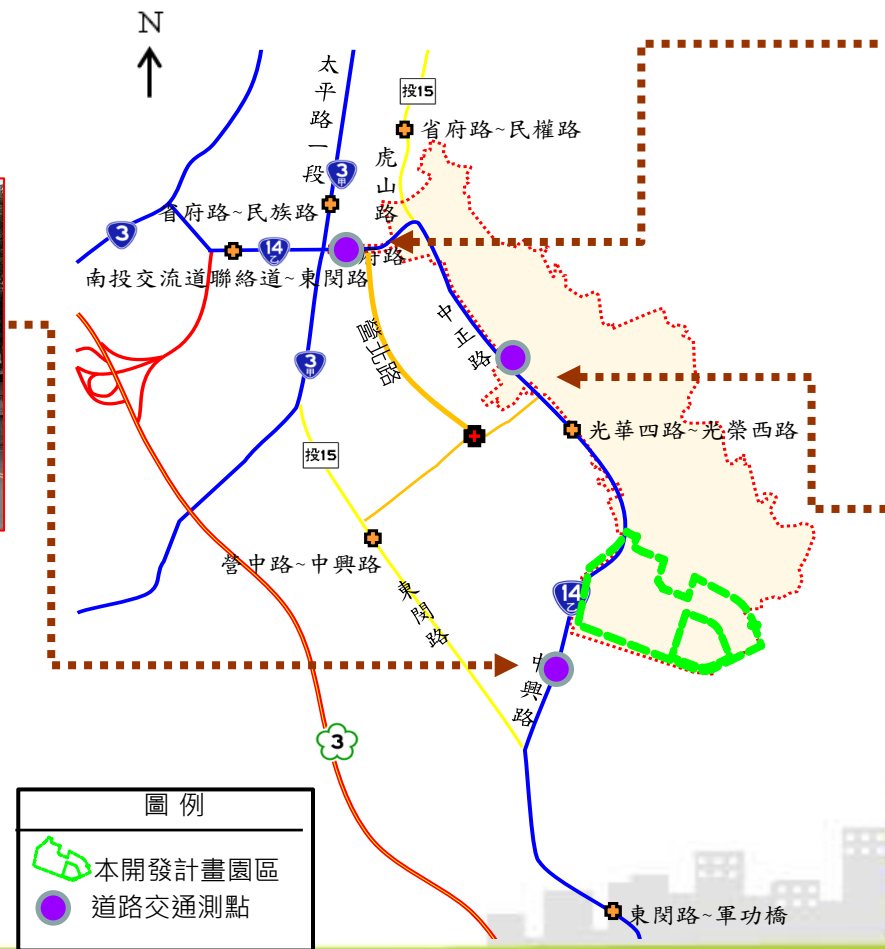 N
太平路一段
投15
省府路~民權路
虎山路
3甲
省府路~民族路
3
14乙
府路
南投交流道聯絡道~東閔路
中正路
營北路
3甲
光華四路~光榮西路
投15
營中路~中興路
東閔路
14乙
中興路
3
東閔路~軍功橋
圖例
本開發計畫園區
道路交通測點